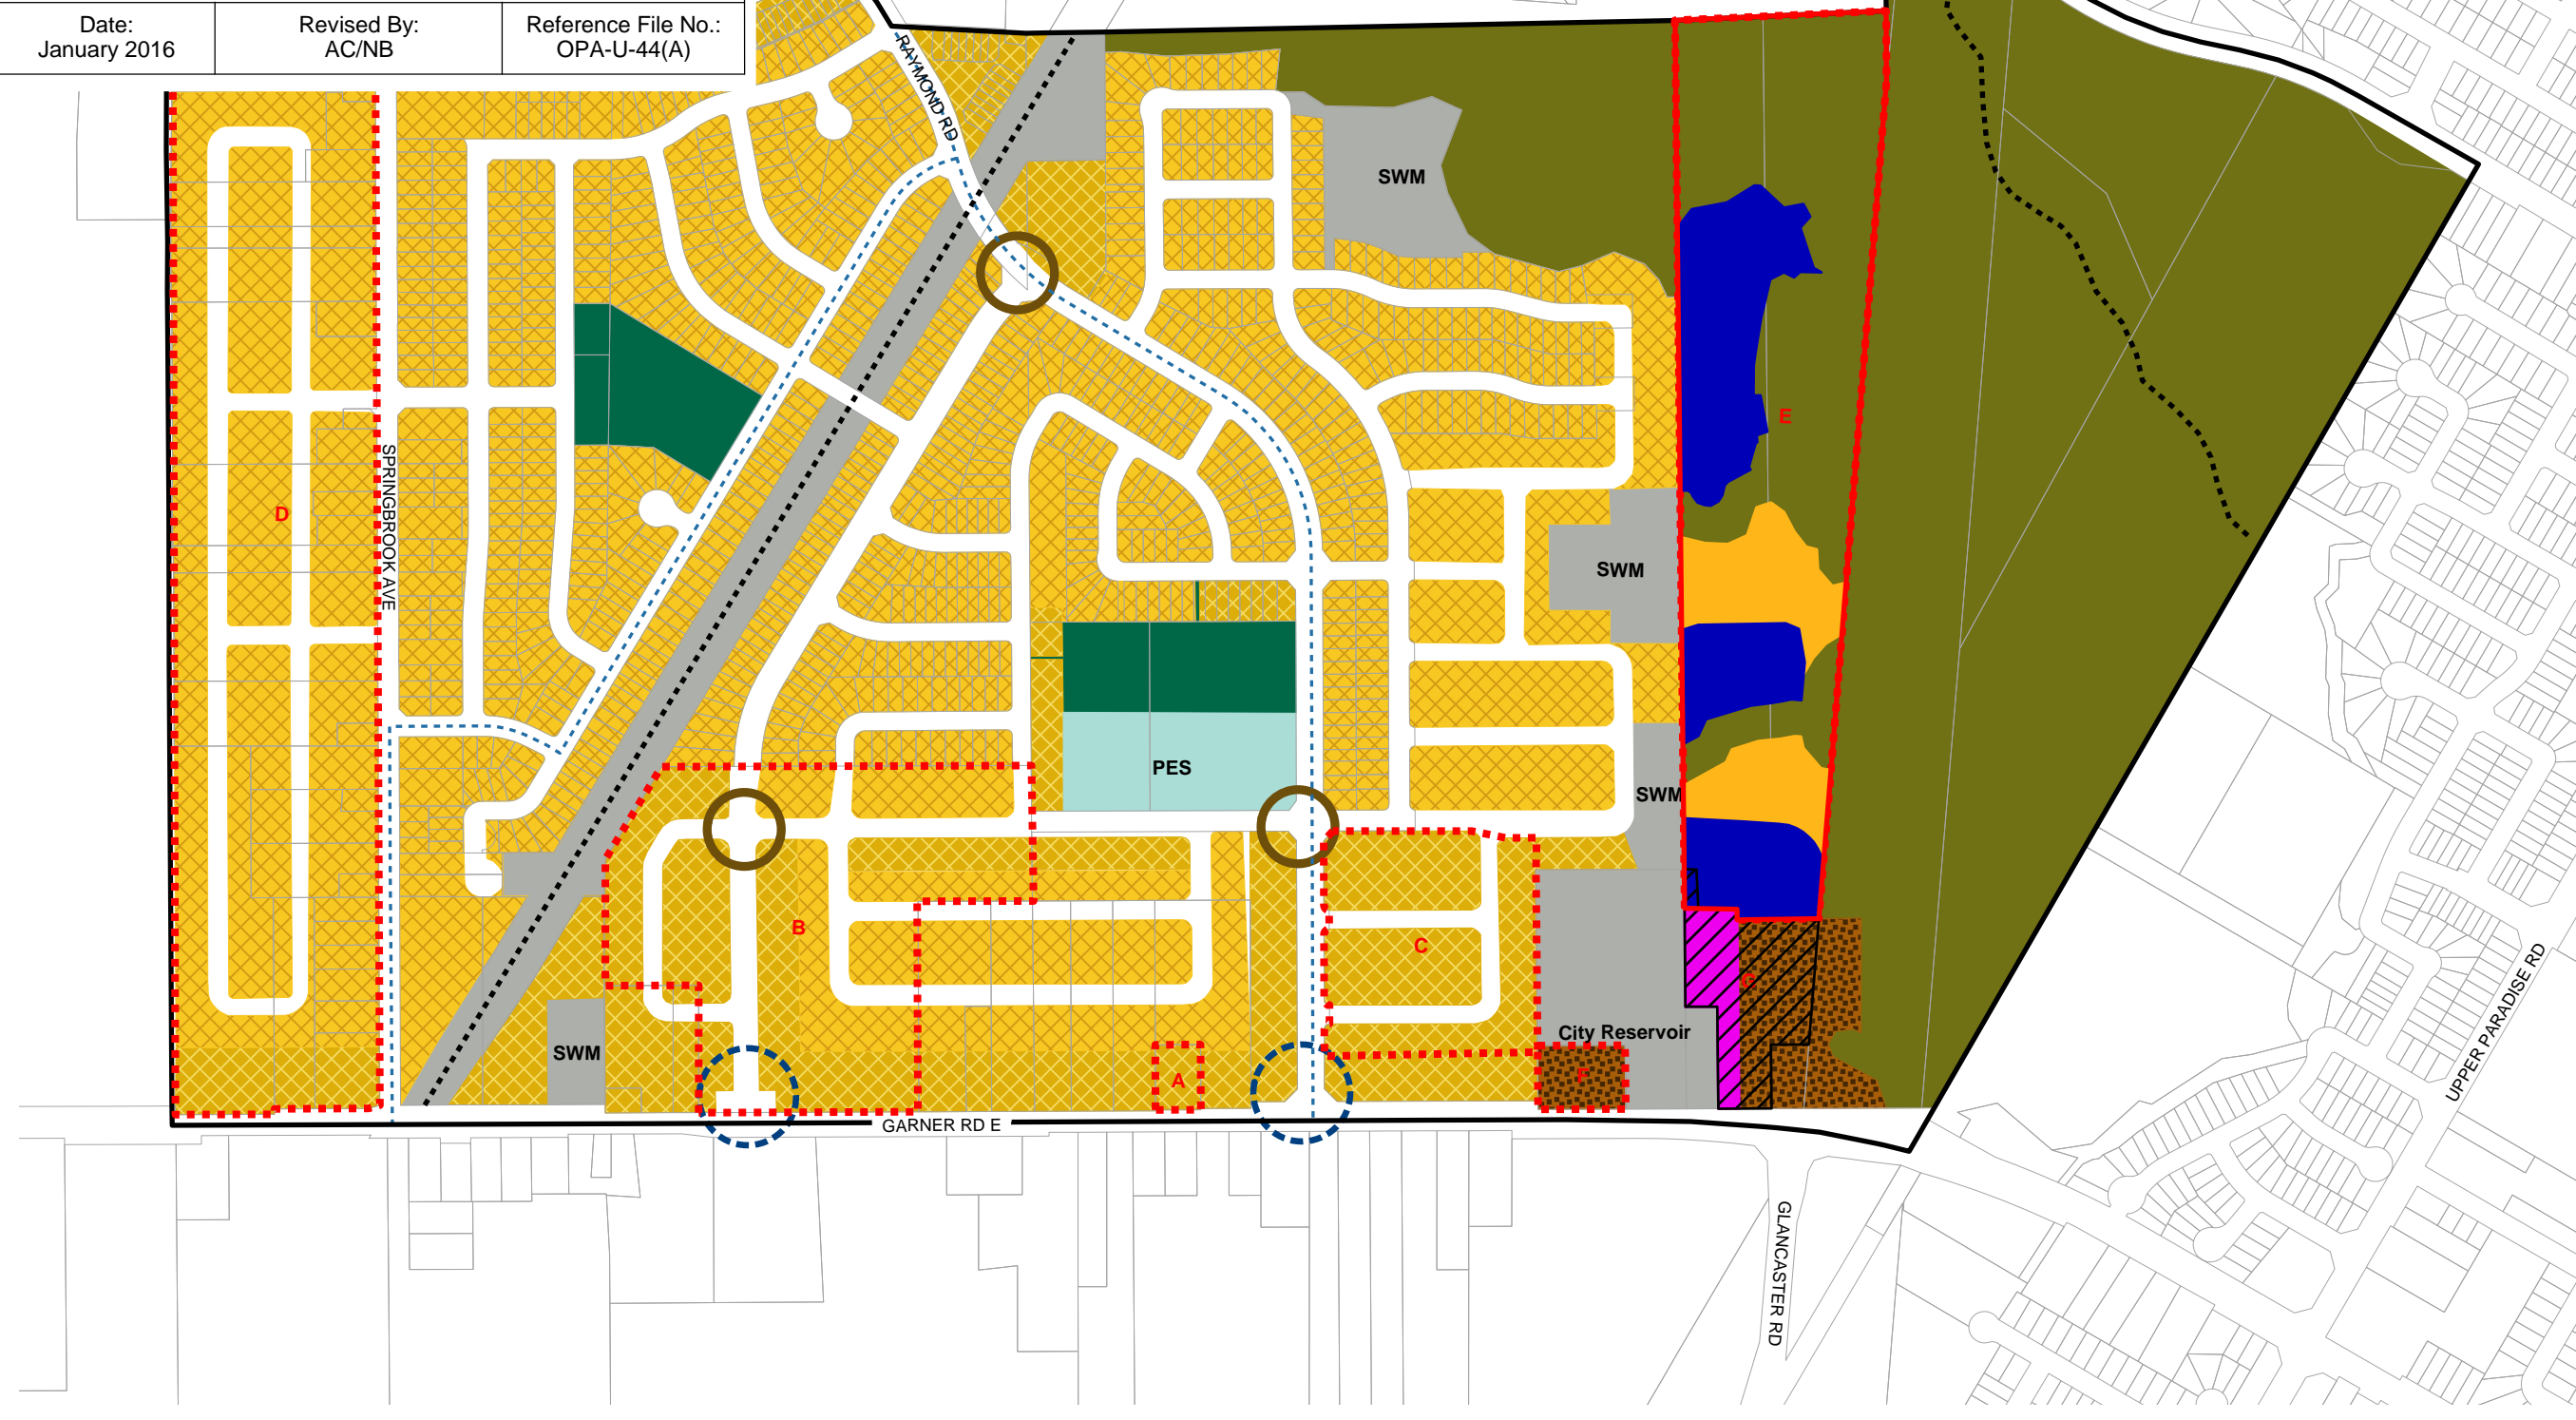 Date:
January 2016
Revised By:
AC/NB
Reference File No.:
OPA-U-44(A)
RAYMOND RD
SWM
E
D
SPRINGBROOK AVE
SWM
PES
SWM
B
C
G
City Reservoir
SWM
A
F
UPPER PARADISE RD
GARNER RD E
GLANCASTER RD